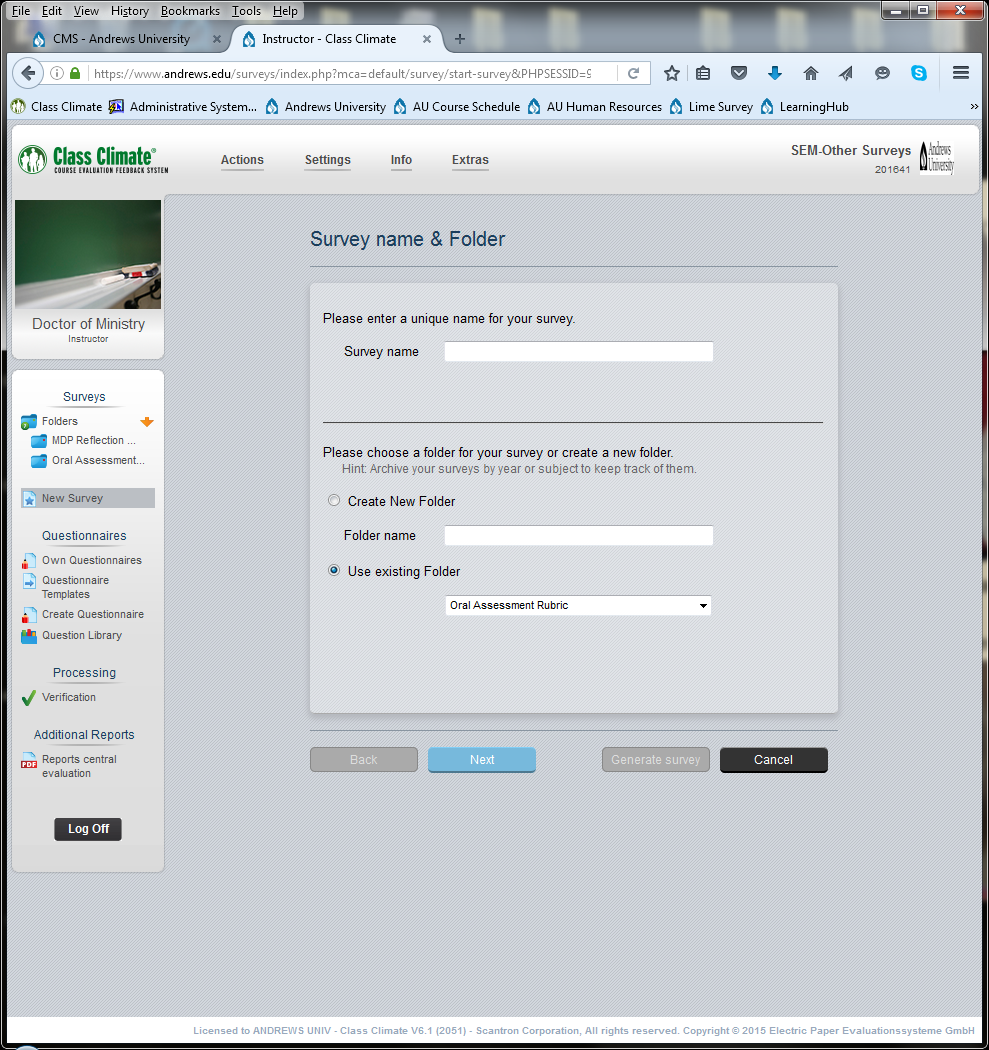 File Edit View History Bookmarks Tools Help
CMS - Andrews University
Instructor - Class Climate
https://www.andrews.edu/surveys/index.php?mca=default/survey/start-survey&PHPSESSID=9
Class Climate Administrative System... Andrews University AU Course Schedule AU Human Resources Lime Survey LearningHub
Class Climate®
COURSE EVALUATION FEEDBACK SYSTEM
Actions Settings Info Extras
SEM-Other Surveys
201641
Andrews
University
Doctor of Ministry
Instructor
Surveys
Folders
MDP Reflection ...
Oral Assessment...
New Survey
Questionnaires
Own Questionnaires
Questionnaire
Templates
Create Questionnaire
Question Library
Processing
Verification
Additional Reports
PDF
Reports central
evaluation
Log Off
Survey name & Folder
Please enter a unique name for your survey.
Survey name
Please choose a folder for your survey or create a new folder.
Hint: Archive your surveys by year or subject to keep track of them.
Create New Folder
Folder name
Use existing Folder
Oral Assessment Rubric
Back Next Generate survey Cancel
Licensed to ANDREWS UNIV - Class Climate V6.1 (2051) - Scantron Corporation, All rights reserved. Copyright © 2015 Electric Paper Evaluationssysteme GmbH